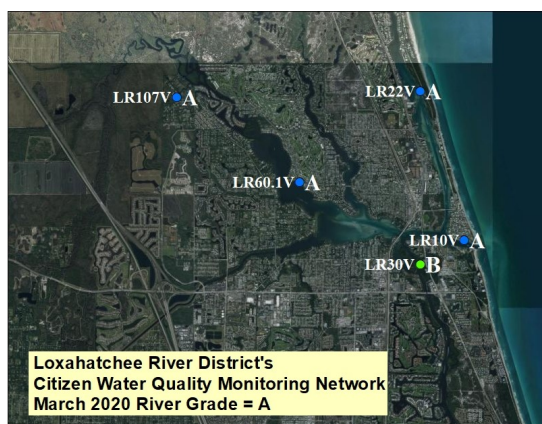 LR22V A
LR107V A
LR60.1V A
LR10V A
LR30V B
Loxahatchee River District's
Citizen Water Quality Monitoring Network
March 2020 River Grade = A